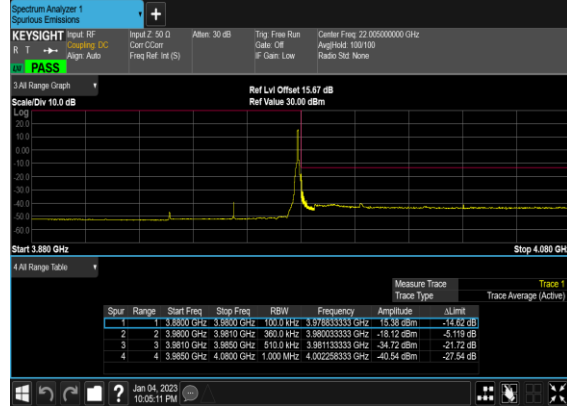 Spectrum Analyzer 1
Spurious Emissions
+
KEYSIGHT Input: RF Input Z: 50 Ω Atten: 30 dB Trig: Free Run Center Freq: 22.005000000 GHz
R T Coupling: DC Corr CCorr Gate: Off Avg|Hold: 100/100
Align: Auto Freq Ref: Int (S) IF Gain: Low Radio Std: None
PASS
3 All Range Graph
Ref Lvl Offset 15.67 dB
Scale/Div 10.0 dB Ref Value 30.00 dBm
Log
20.0
10.0
0.00
-10.0
-20.0
-30.0
-40.0
-50.0
-60.0
Start 3.880 GHz Stop 4.080 GHz
4 All Range Table
Measure Trace Trace 1
Trace Type Trace Average (Active)
Spur Range Start Freq Stop Freq RBW Frequency Amplitude ΔLimit
1 1 3.8800 GHz 3.9800 GHz 100.0 kHz 3.978833333 GHz 15.38 dBm -14.62 dB
2 2 3.9800 GHz 3.9810 GHz 360.0 kHz 3.980033333 GHz -18.12 dBm -5.119 dB
3 3 3.9810 GHz 3.9850 GHz 510.0 kHz 3.981133333 GHz -34.72 dBm -21.72 dB
4 4 3.9850 GHz 4.0800 GHz 1.000 MHz 4.002258333 GHz -40.54 dBm -27.54 dB
?
Jan 04, 2023
10:05:11 PM